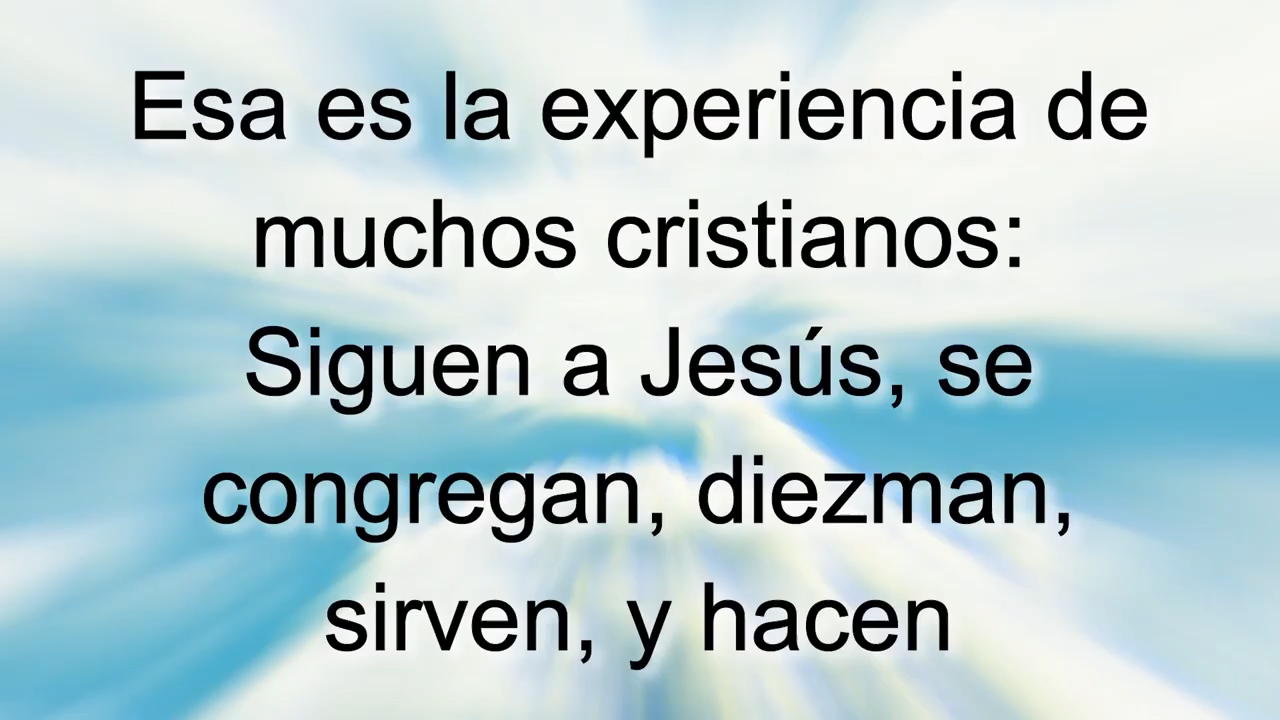 Esa es la experiencia de
muchos cristianos:
Siguen a Jesús, se
congregan, diezman,
sirven, y hacen